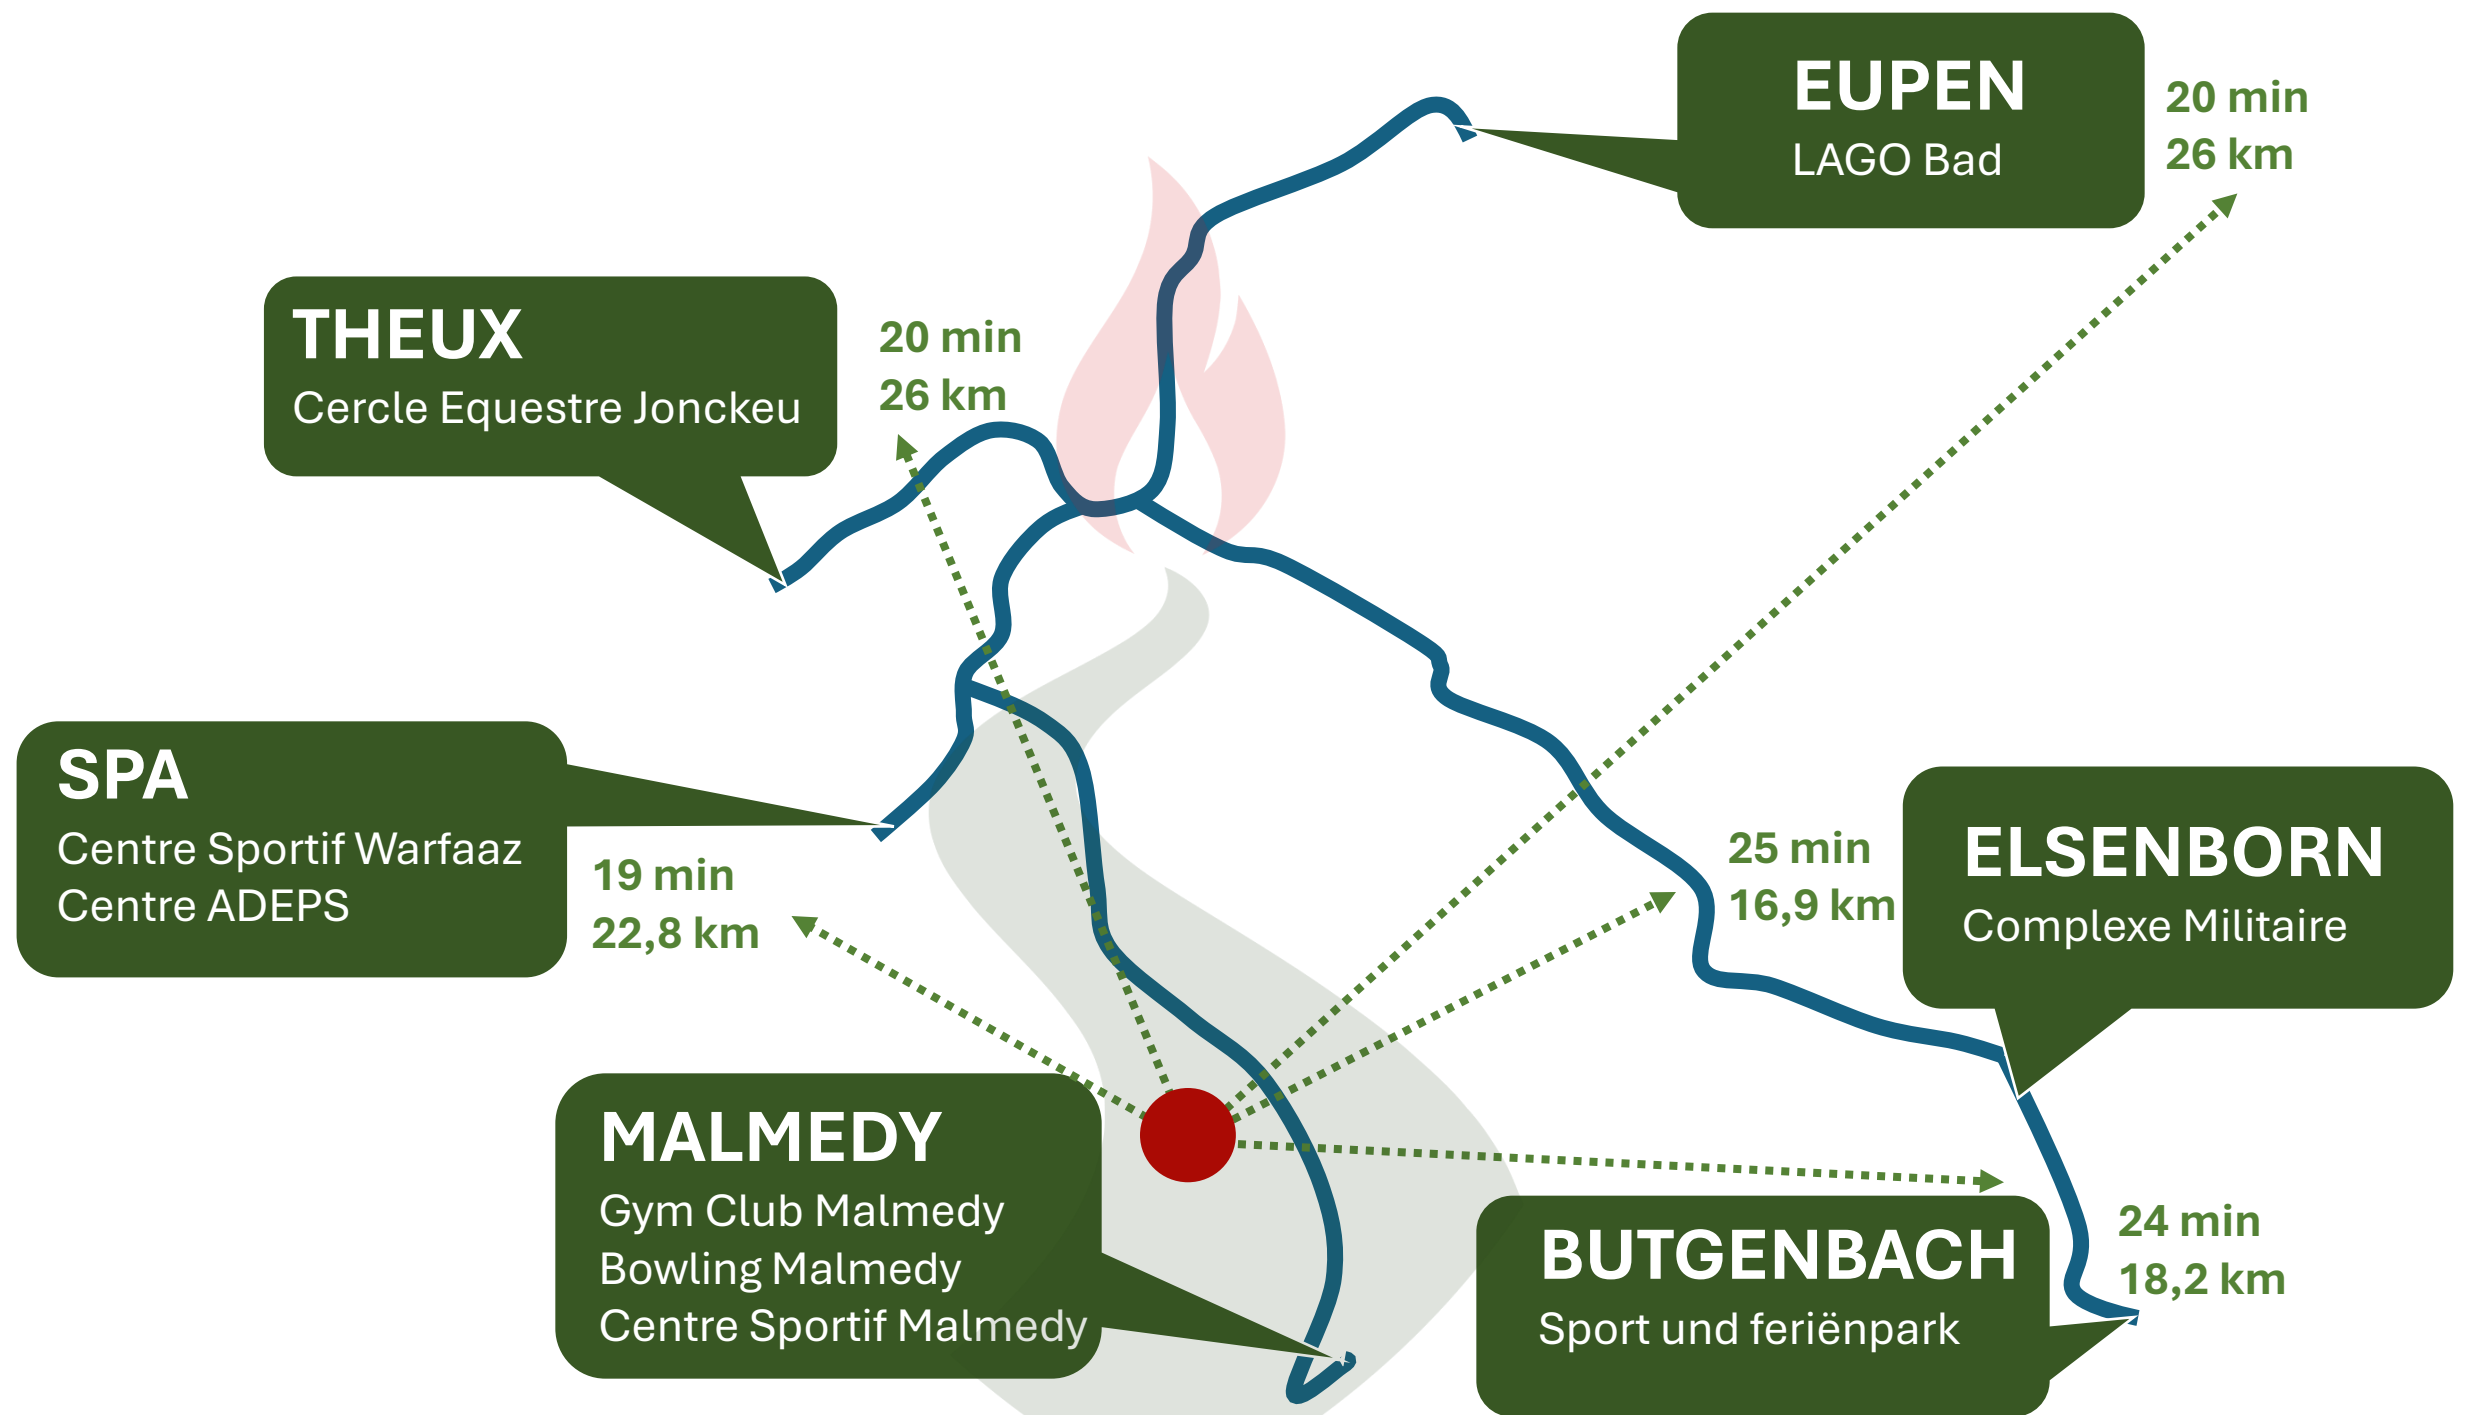 EUPEN
LAGO Bad
20 min
26 km
THEUX
Cercle Equestre Jonckeu
20 min
26 km
SPA
Centre Sportif Warfaaz
Centre ADEPS
19 min
22,8 km
25 min
16,9 km
ELSENBORN
Complexe Militaire
MALMEDY
Gym Club Malmedy
Bowling Malmedy
Centre Sportif Malmedy
BUTGENBACH
Sport und feriënpark
24 min
18,2 km